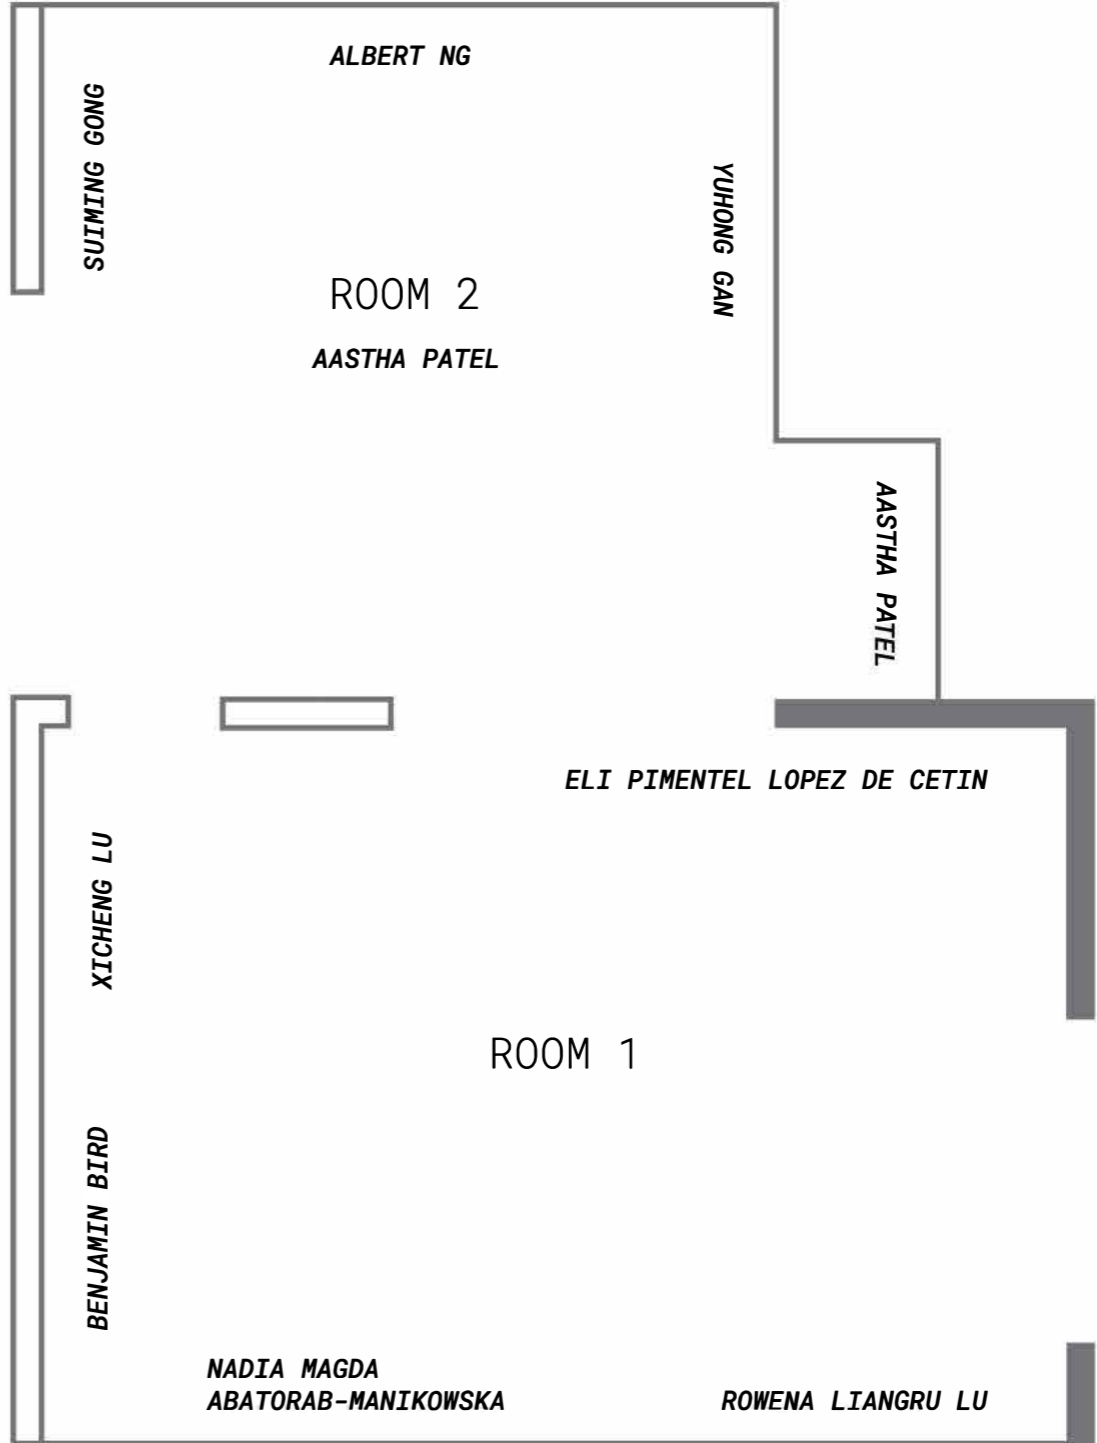 ALBERT NG
SUIMING GONG
YUHONG GAN
ROOM 2
AASTHA PATEL
AASTHA PATEL
ELI PIMENTEL LOPEZ DE CETIN
XICHENG LU
ROOM 1
BENJAMIN BIRD
NADIA MAGDA
ABATORAB-MANIKOWSKA
ROWENA LIANGRU LU